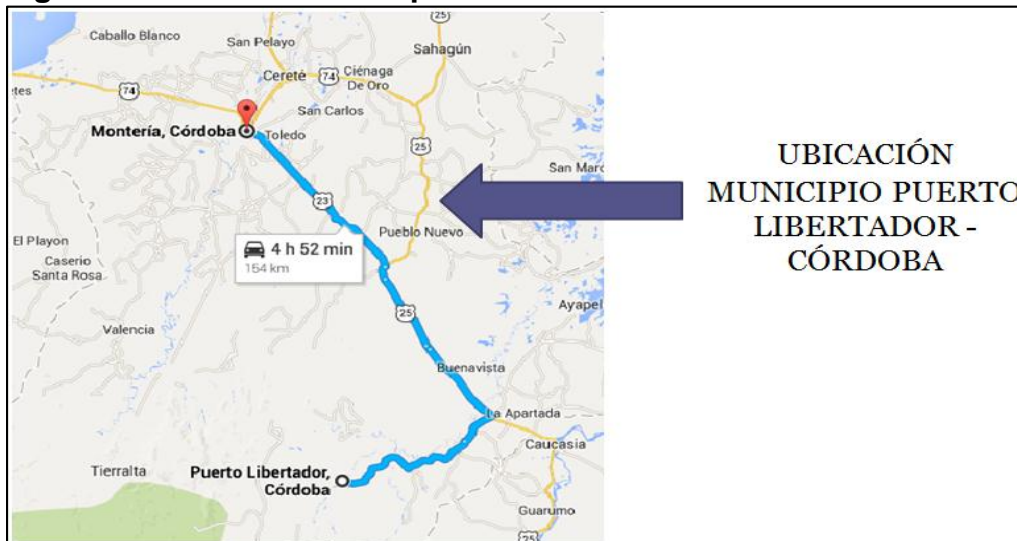 25
Caballo Blanco
San Pelayo
Sahagún
Cereté
74
Ciénaga
De Oro
74
San Carlos
Montería, Córdoba
Toledo
25
San Marc
23
El Playon
Caserio
Santa Rosa
4 h 52 min
154 km
Pueblo Nuevo
25
Ayapel
Valencia
Buenavista
La Apartada
Caucasia
Tierralta
Puerto Libertador,
Córdoba
Guarumo
25
UBICACIÓN
MUNICIPIO PUERTO
LIBERTADOR -
CÓRDOBA